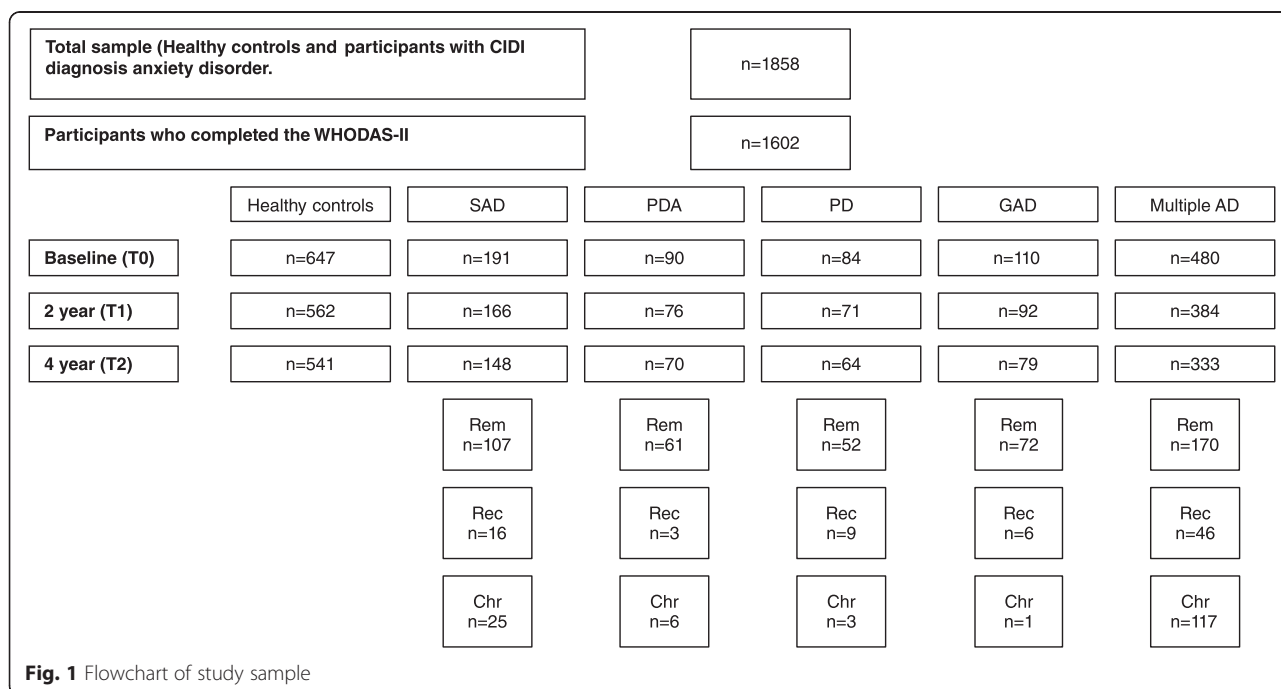 Total sample (Healthy controls and participants with CIDI
diagnosis anxiety disorder.
n=1858
Participants who completed the WHODAS-II
n=1602
Healthy controls
SAD
PDA
PD
GAD
Multiple AD
Baseline (T0)
n=647
n=191
n=90
n=84
n=110
n=480
2 year (T1)
n=562
n=166
n=76
n=71
n=92
n=384
4 year (T2)
n=541
n=148
n=70
n=64
n=79
n=333
Rem
n=107
Rem
n=61
Rem
n=52
Rem
n=72
Rem
n=170
Rec
n=16
Rec
n=3
Rec
n=9
Rec
n=6
Rec
n=46
Chr
n=25
Chr
n=6
Chr
n=3
Chr
n=1
Chr
n=117
Fig. 1 Flowchart of study sample